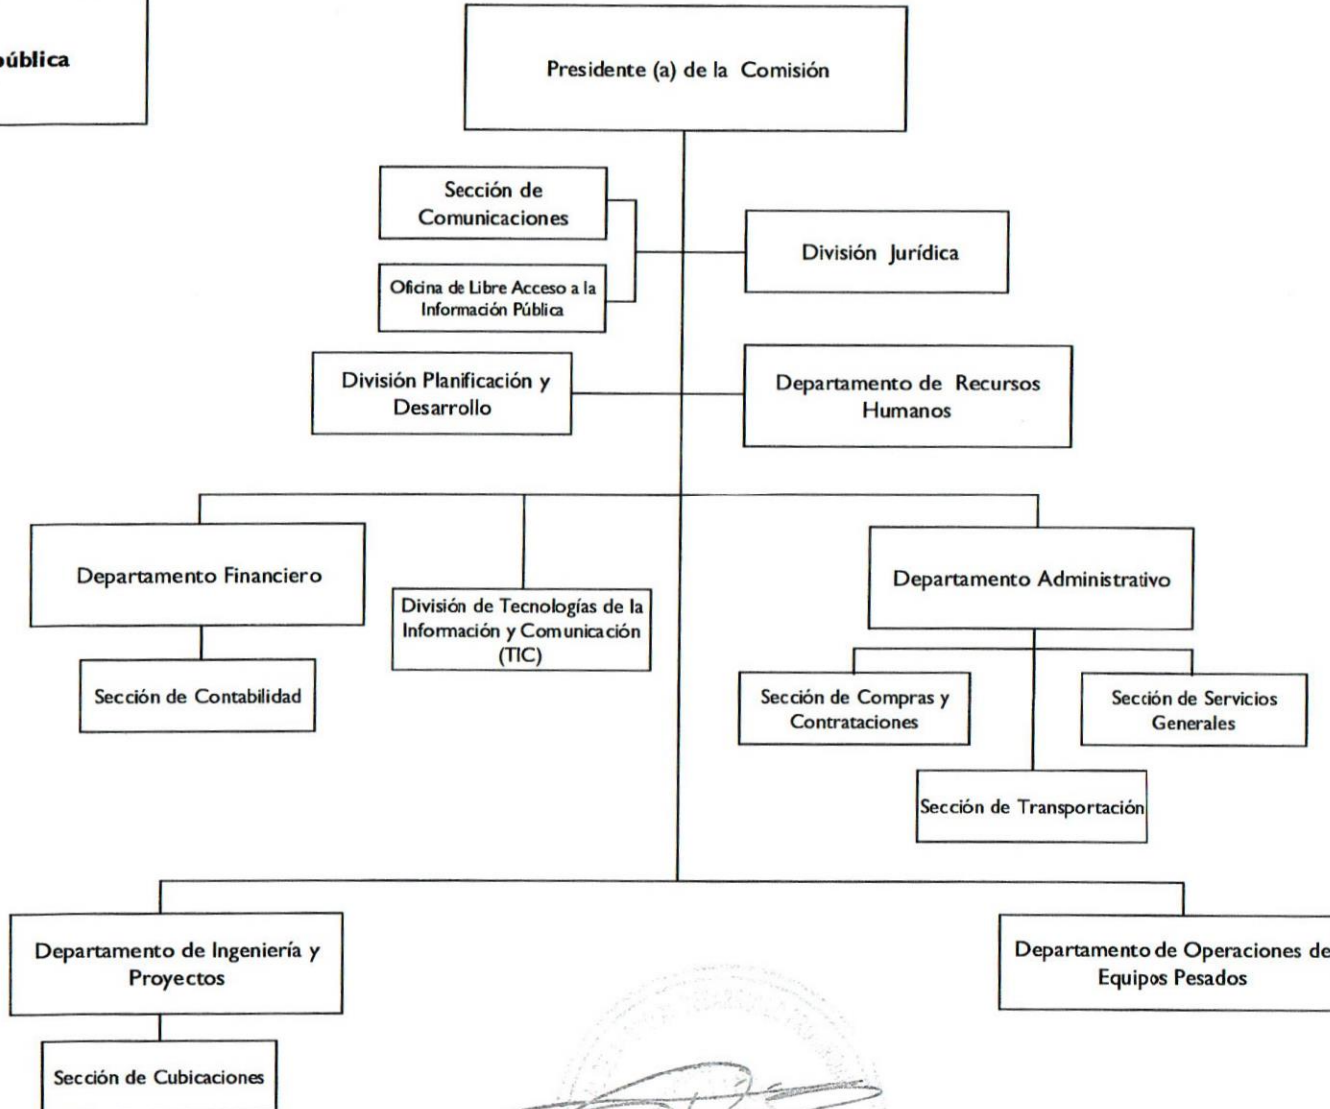 ública
Presidente (a) de la Comisión
Sección de
Comunicaciones
División Jurídica
Oficina de Libre Acceso a la
Información Pública
División Planificación y
Desarrollo
Departamento de Recursos
Humanos
Departamento Financiero
División de Tecnologías de la
Información y Comunicación
(TIC)
Departamento Administrativo
Sección de Contabilidad
Sección de Compras y
Contrataciones
Sección de Servicios
Generales
Sección de Transportación
Departamento de Ingeniería y
Proyectos
Departamento de Operaciones de
Equipos Pesados
Sección de Cubicaciones